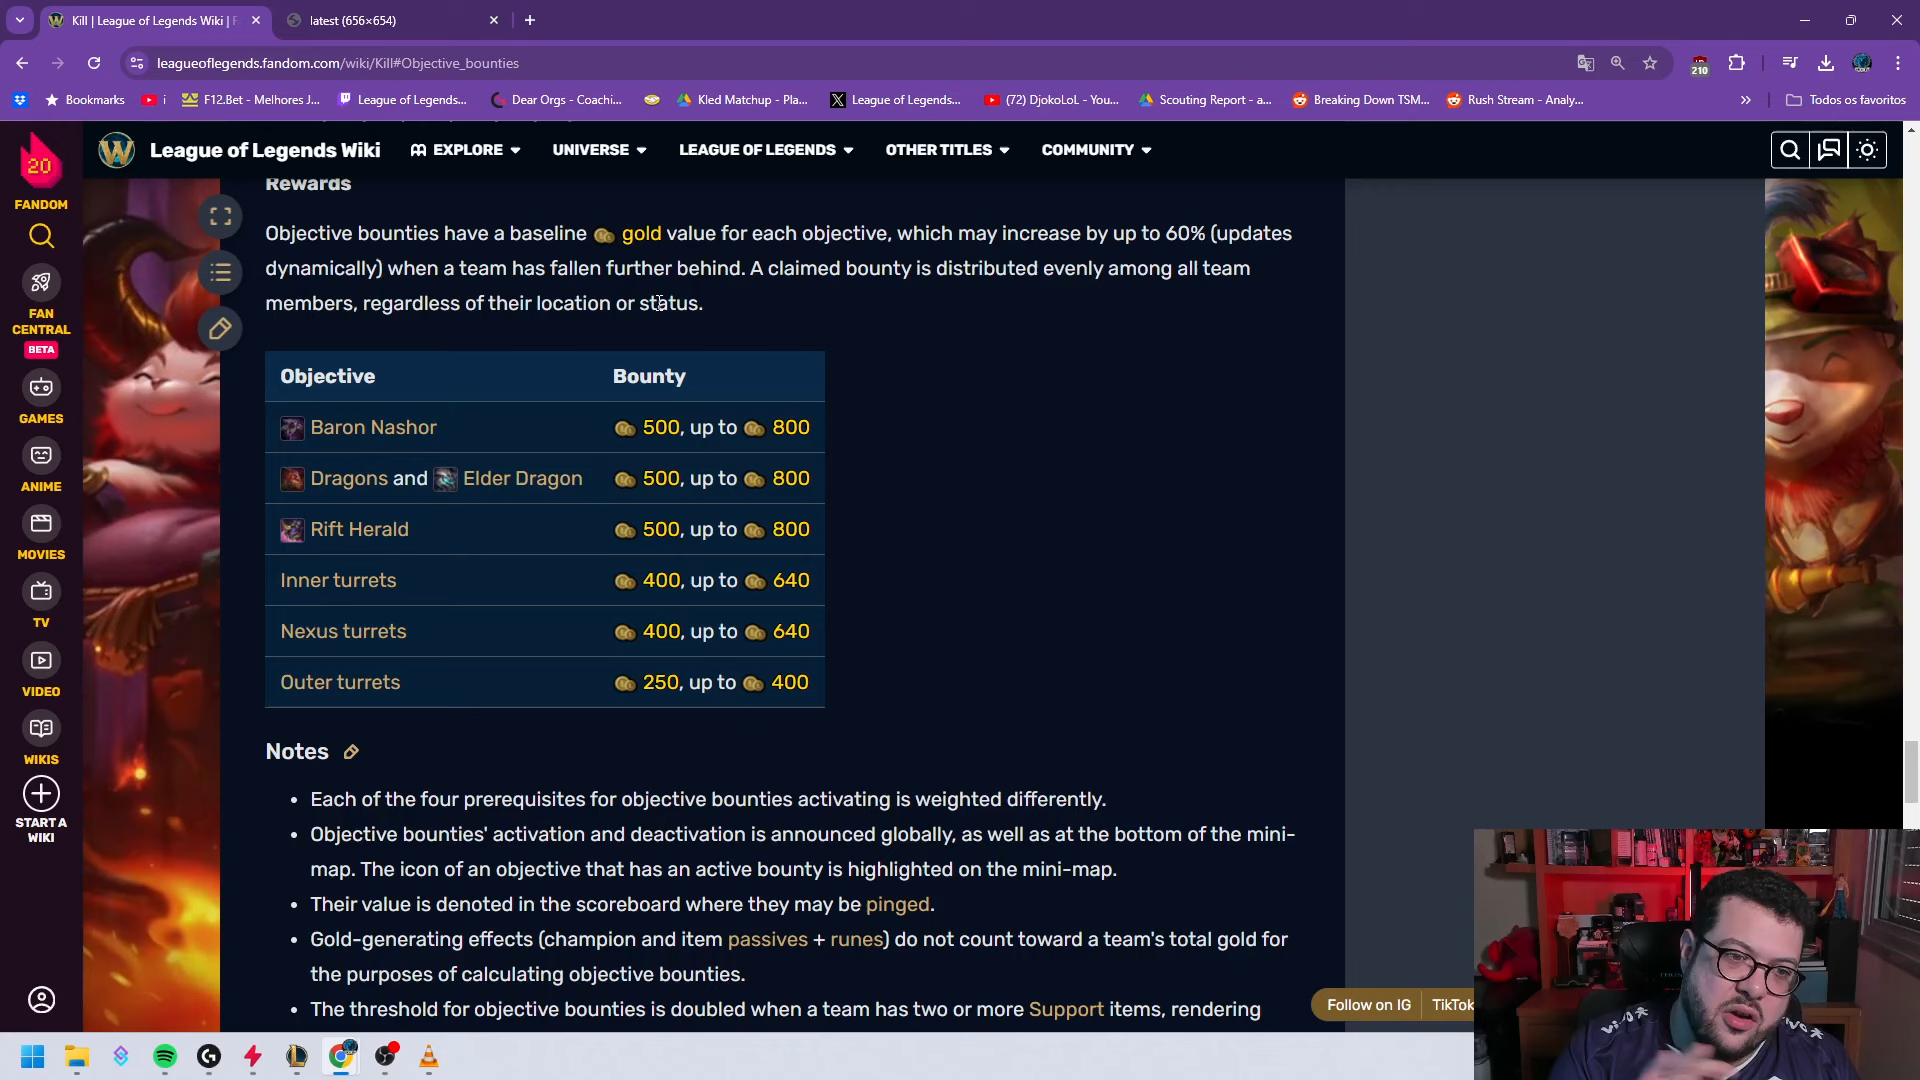 Kill | League of Legends Wiki | F
latest (656×654)
leagueoflegends.fandom.com/wiki/Kill#Objective_bounties
210
Bookmarks
i
F12.Bet - Melhores J...
League of Legends...
Dear Orgs - Coachi...
Kled Matchup - Pla...
League of Legends...
(72) DjokoLoL - You...
Scouting Report - a...
Breaking Down TSM...
Rush Stream - Analy...
Todos os favoritos
20
FANDOM
FAN
CENTRAL
BETA
GAMES
ANIME
MOVIES
TV
VIDEO
WIKIS
START A
WIKI
League of Legends Wiki
EXPLORE
UNIVERSE
LEAGUE OF LEGENDS
OTHER TITLES
COMMUNITY
Rewards
Objective bounties have a baseline gold value for each objective, which may increase by up to 60% (updates
dynamically) when a team has fallen further behind. A claimed bounty is distributed evenly among all team
members, regardless of their location or status.
Objective Bounty
Baron Nashor 500, up to 800
Dragons and Elder Dragon 500, up to 800
Rift Herald 500, up to 800
Inner turrets 400, up to 640
Nexus turrets 400, up to 640
Outer turrets 250, up to 400
Notes
• Each of the four prerequisites for objective bounties activating is weighted differently.
• Objective bounties' activation and deactivation is announced globally, as well as at the bottom of the mini-
map. The icon of an objective that has an active bounty is highlighted on the mini-map.
• Their value is denoted in the scoreboard where they may be pinged.
• Gold-generating effects (champion and item passives + runes) do not count toward a team's total gold for
the purposes of calculating objective bounties.
• The threshold for objective bounties is doubled when a team has two or more Support items, rendering
Follow on IG
TikTok